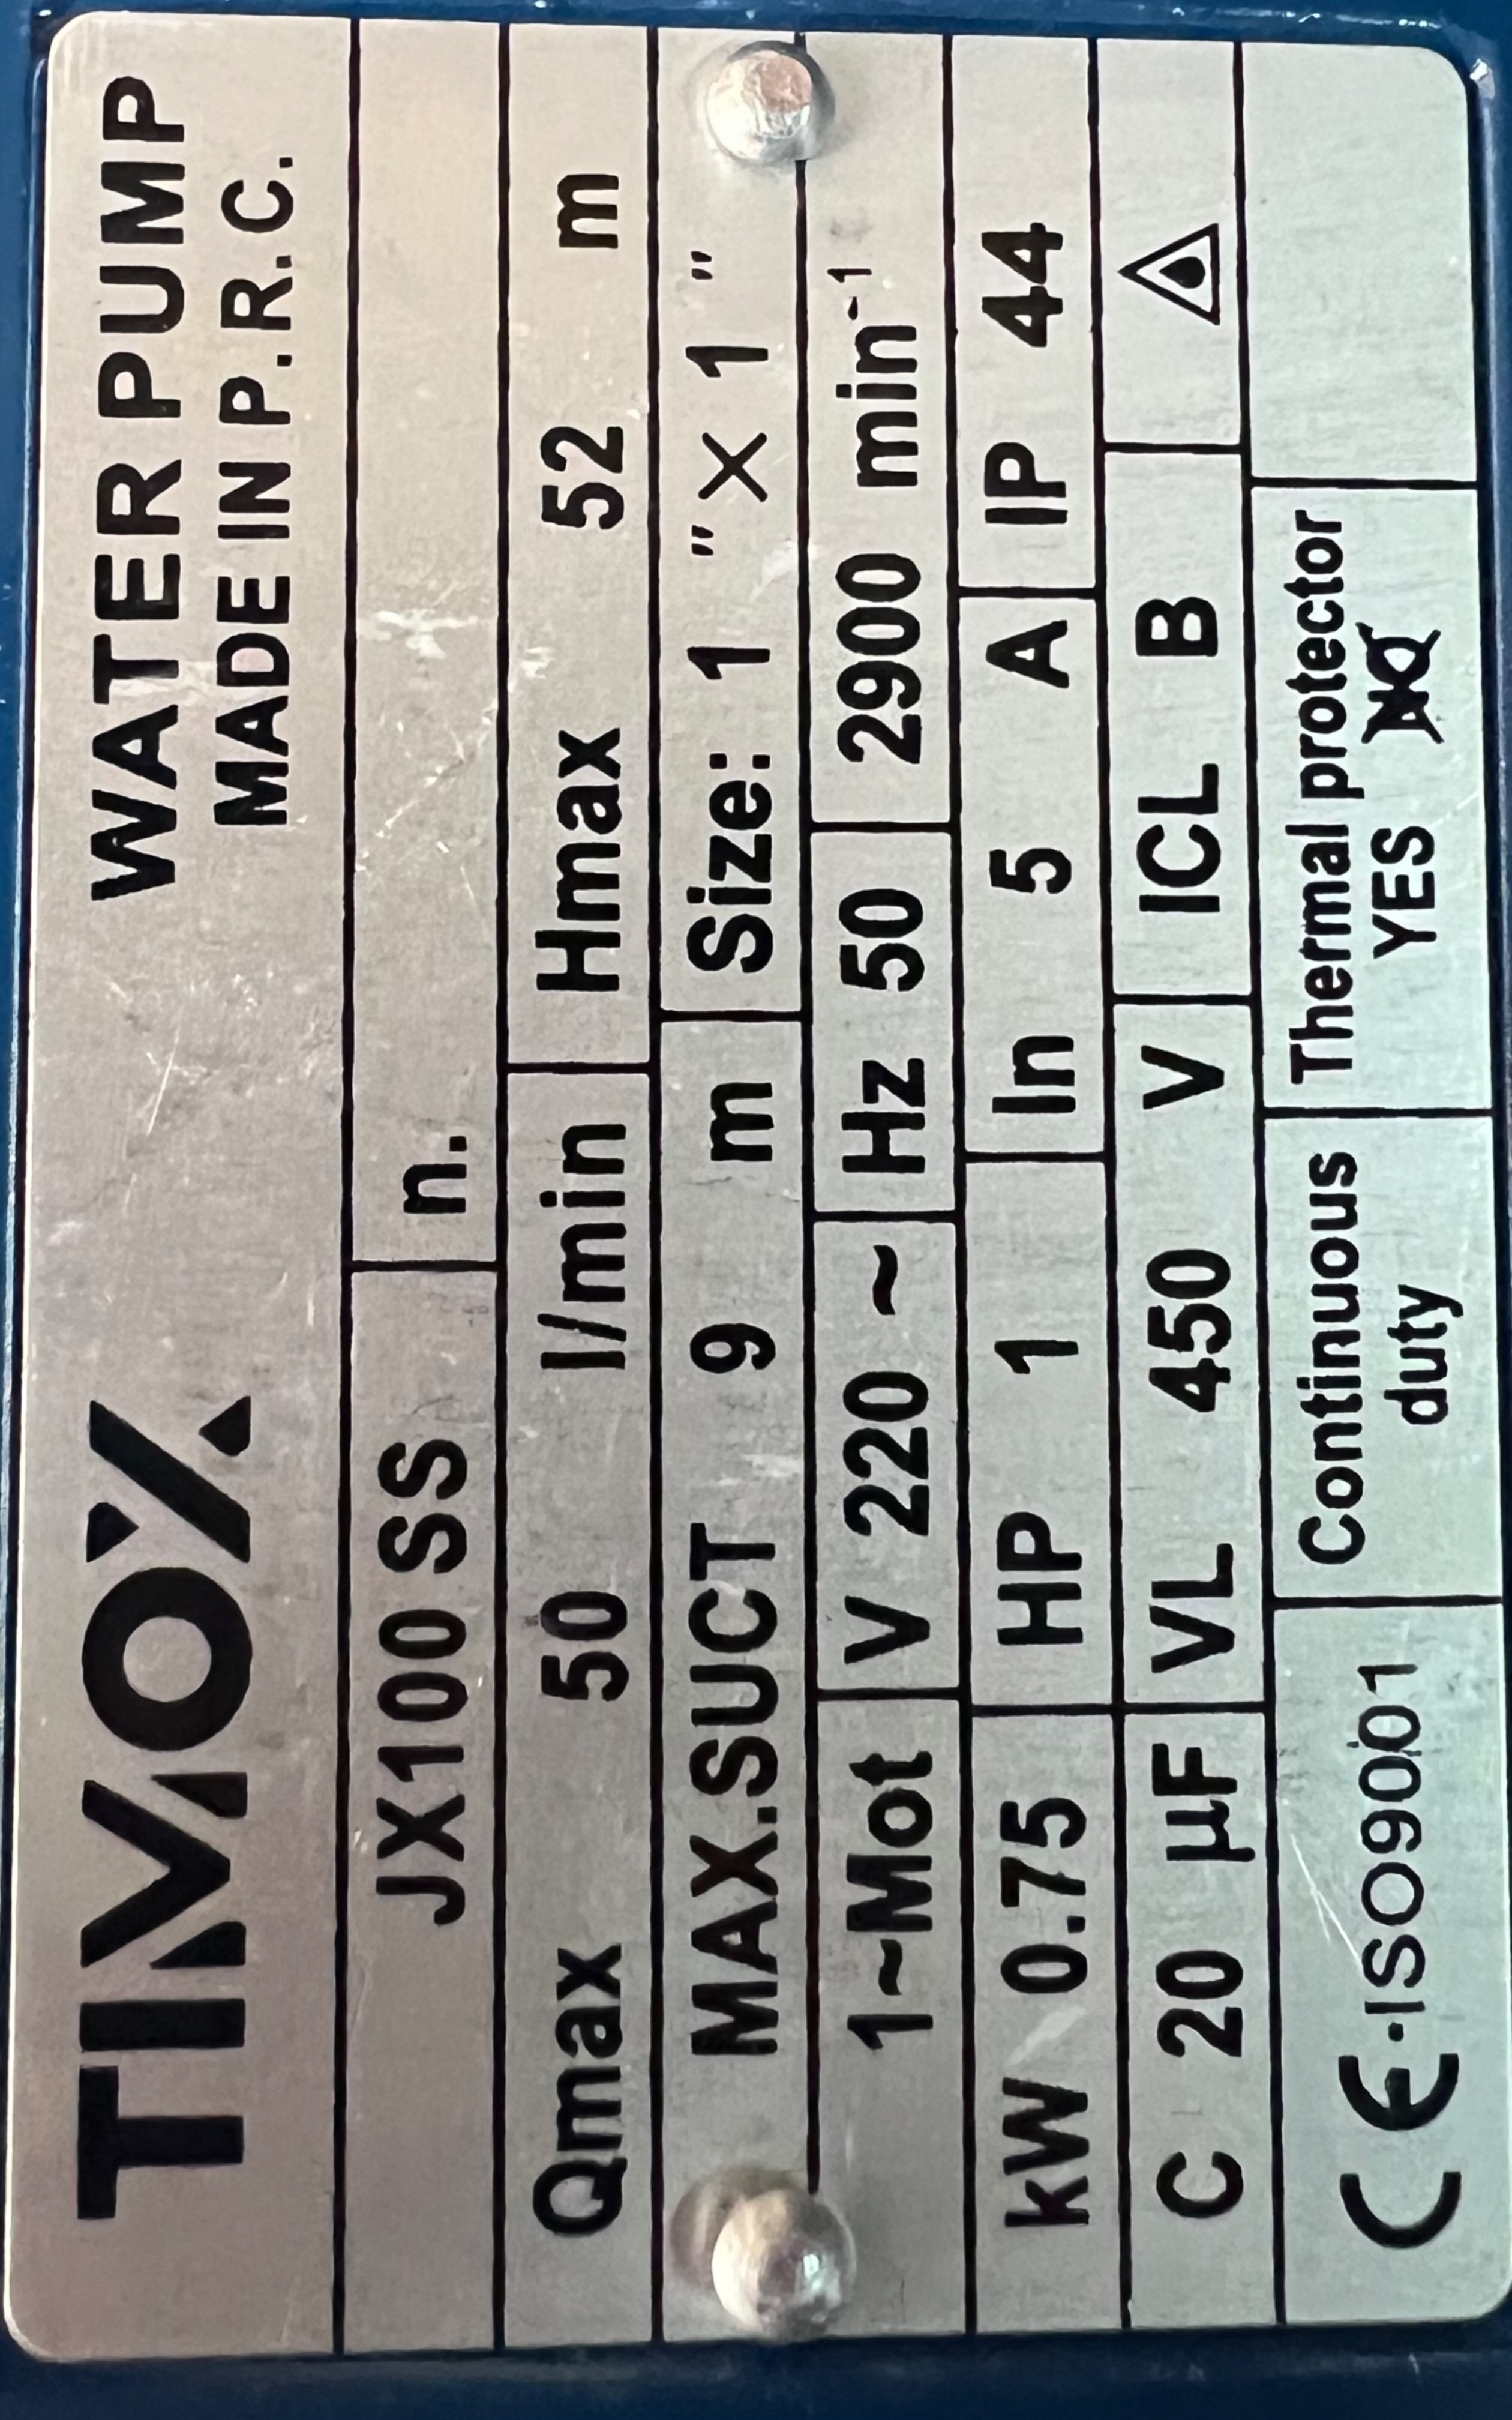 TIMOX WATER PUMP
MADE IN P.R.C.
JX100 SS n.
Qmax 50 l/min Hmax 52 m
MAX.SUCT 9 m Size: 1 "×1 "
1~Mot V 220 ~ Hz 50 2900 min⁻¹
kW 0.75 HP 1 In 5 A IP 44
C 20 µF VL 450 V ICL B
CE·ISO9001 Continuous duty Thermal protector
YES NO